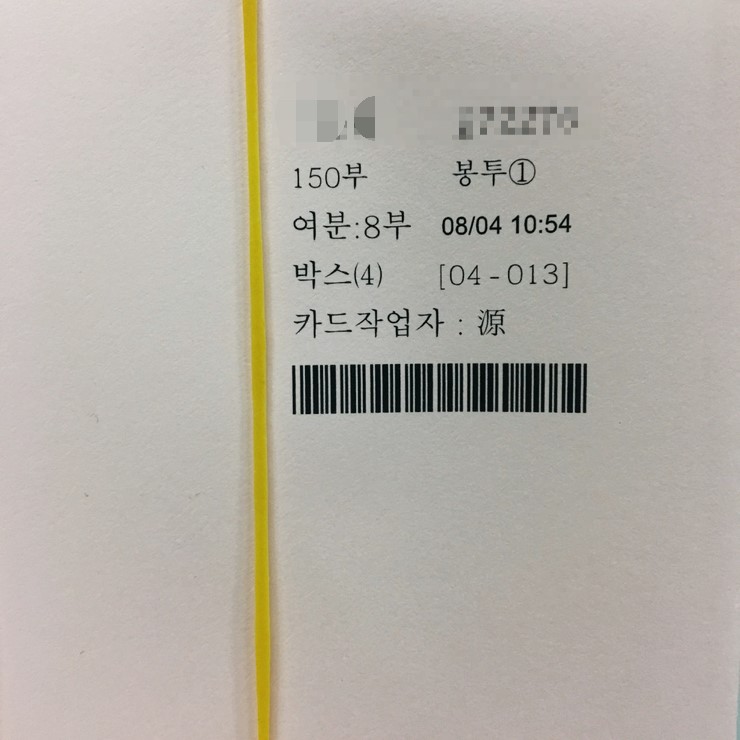 150부 봉투①
여분:8부 08/04 10:54
박스⑷ [04-013]
카드작업자 : 源